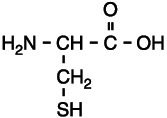 O
H₂N - CH - C - OH
CH₂
SH